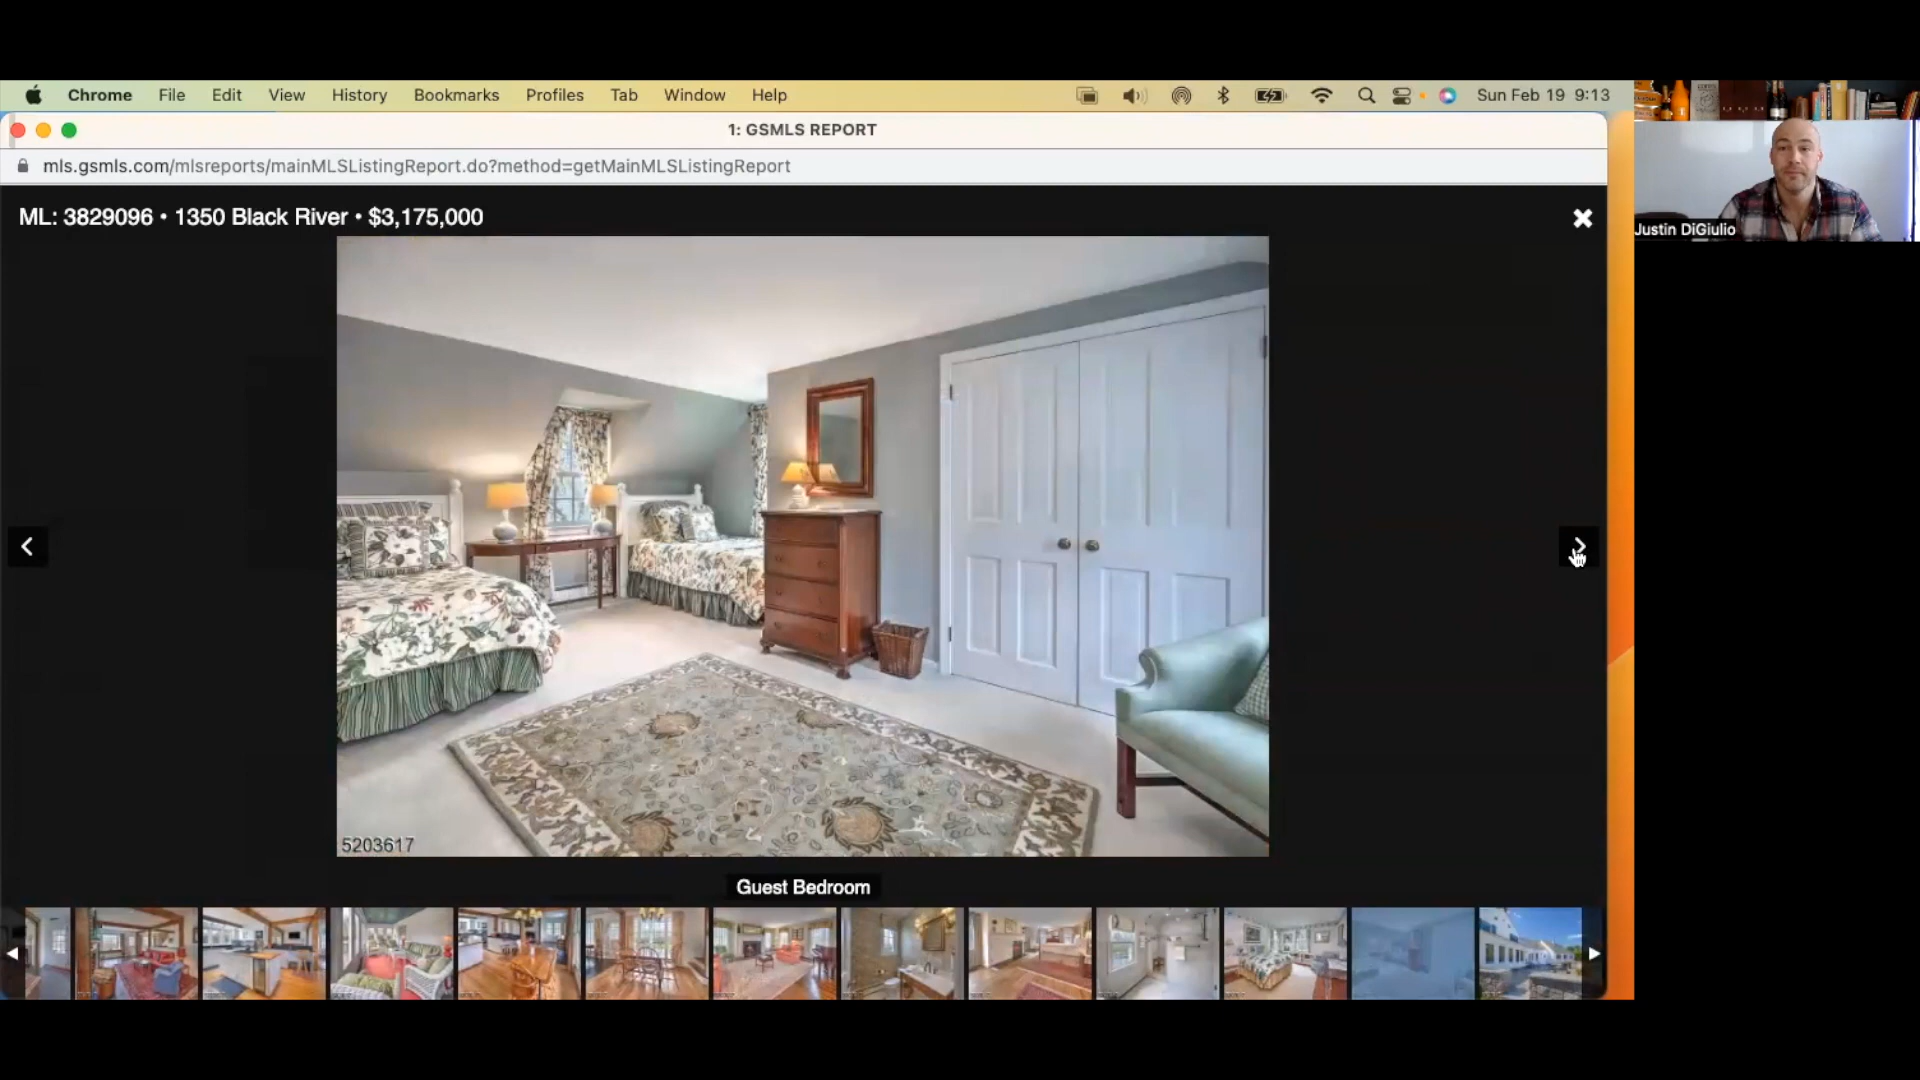 Chrome File Edit View History Bookmarks Profiles Tab Window Help Sun Feb 19 9:13
1: GSMLS REPORT
mls.gsmls.com/mlsreports/mainMLSListingReport.do?method=getMainMLSListingReport
ML: 3829096 • 1350 Black River • $3,175,000
Justin DiGiulio
5203617
Guest Bedroom